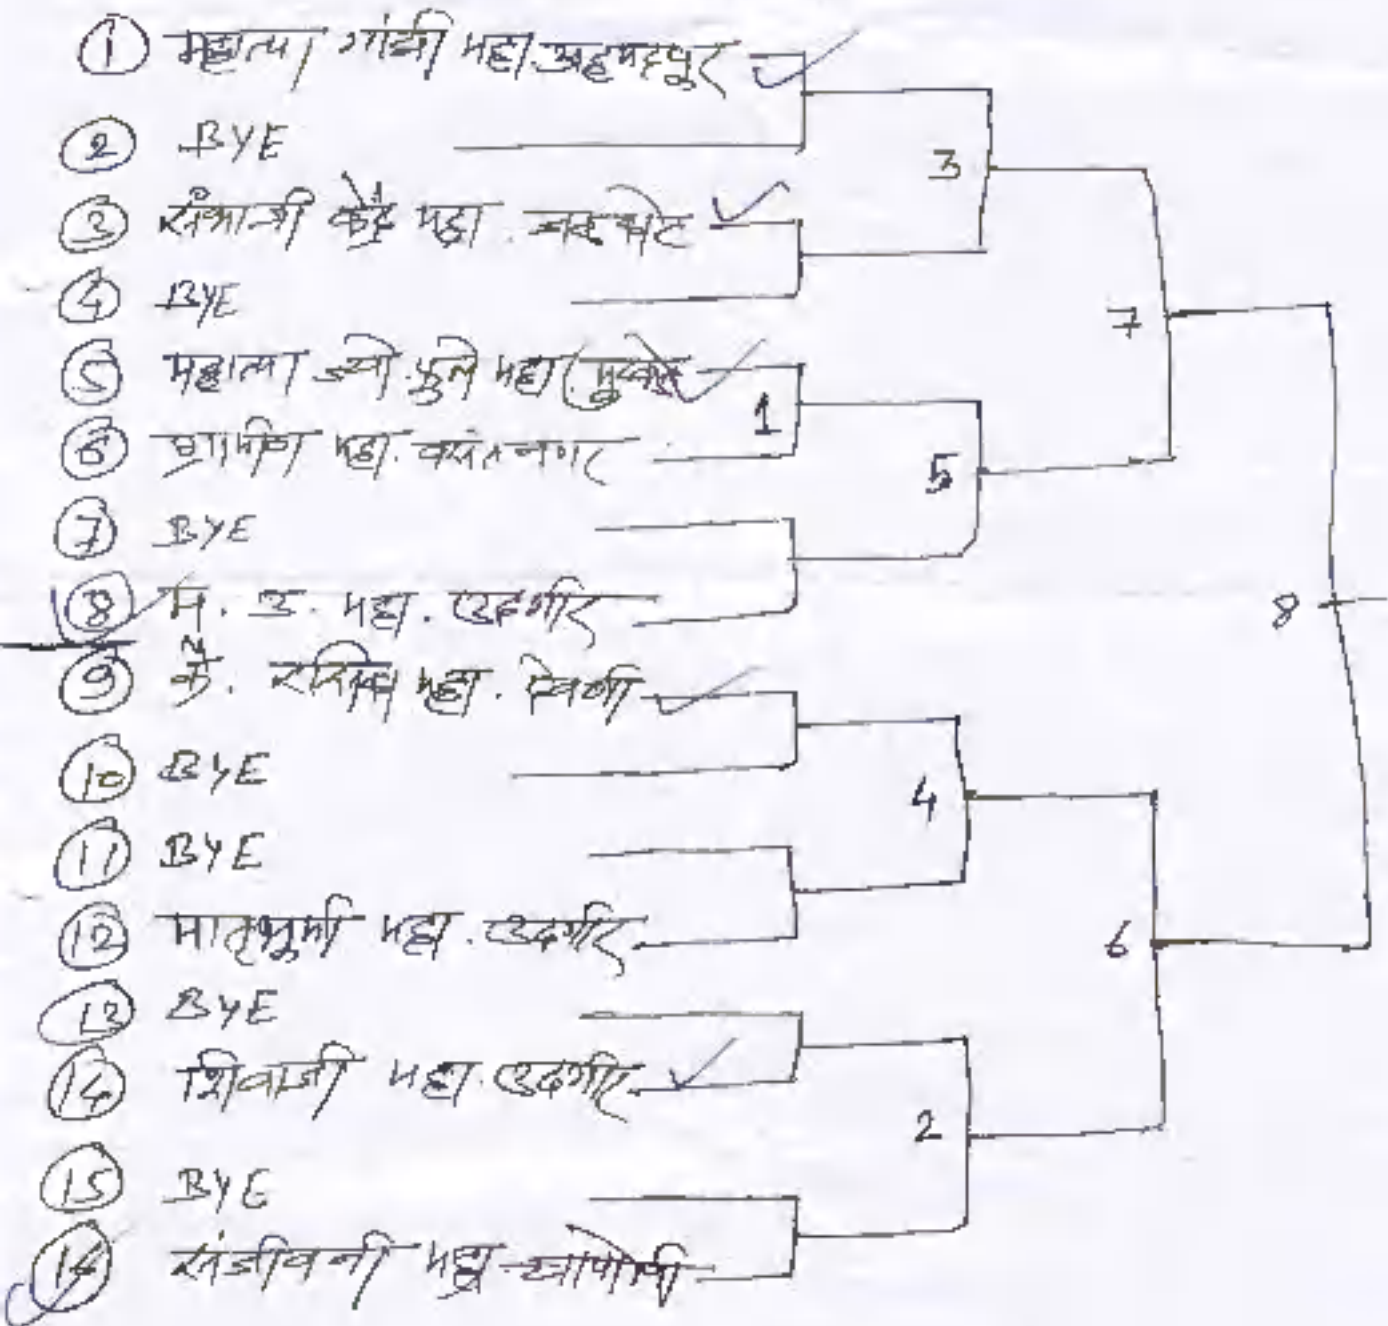 ① महात्मा गांधी महा. अहमदपूर
② BYE
③ संभाजी केंद्रे महा. जळकोट
④ BYE
⑤ महात्मा ज्यो. फुले महा. मुखेड
⑥ ग्रामीण महा. वसंतनगर
1
3
5
7
⑦ BYE
⑧ म. उ. महा. उदगीर
8
⑨ कै. रसिका महा. देवणी
⑩ BYE
4
⑪ BYE
⑫ मातृभूमी महा. उदगीर
6
⑬ BYE
⑭ शिवाजी महा. उदगीर
2
⑮ BYE
⑯ संजीवनी महा. चापोली